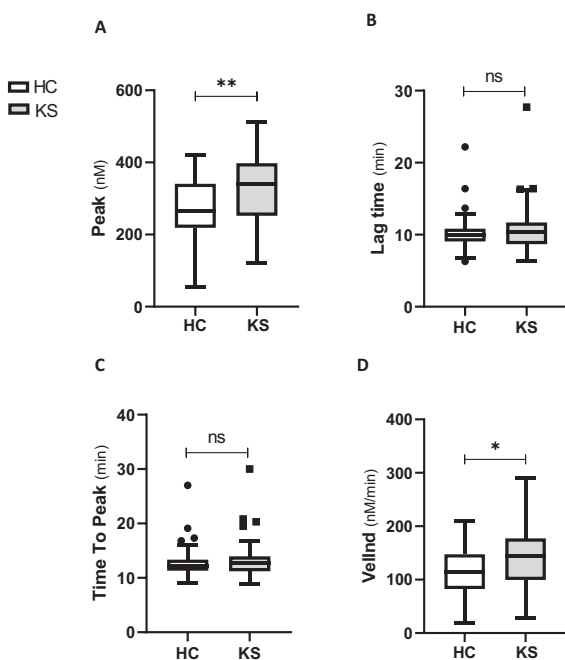 A
B
HC
KS
**
ns
600
400
200
0
Peak (nM)
HC KS
30
20
10
0
Lag time (min)
HC KS
C
D
ns
*
40
30
20
10
0
Time To Peak (min)
HC KS
400
300
200
100
0
VelInd (nM/min)
HC KS